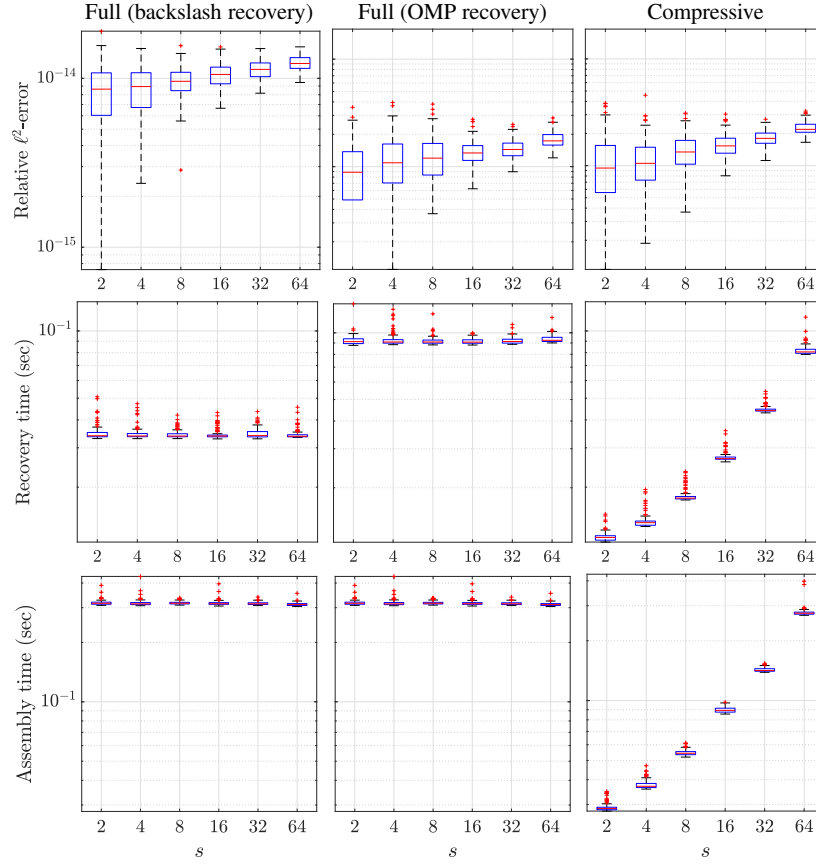 Full (backslash recovery) Full (OMP recovery) Compressive
Relative ℓ²-error
10⁻¹⁴
10⁻¹⁵
2 4 8 16 32 64 2 4 8 16 32 64 2 4 8 16 32 64
Recovery time (sec)
10⁻¹
2 4 8 16 32 64 2 4 8 16 32 64 2 4 8 16 32 64
Assembly time (sec)
10⁻¹
2 4 8 16 32 64 2 4 8 16 32 64 2 4 8 16 32 64
s s s